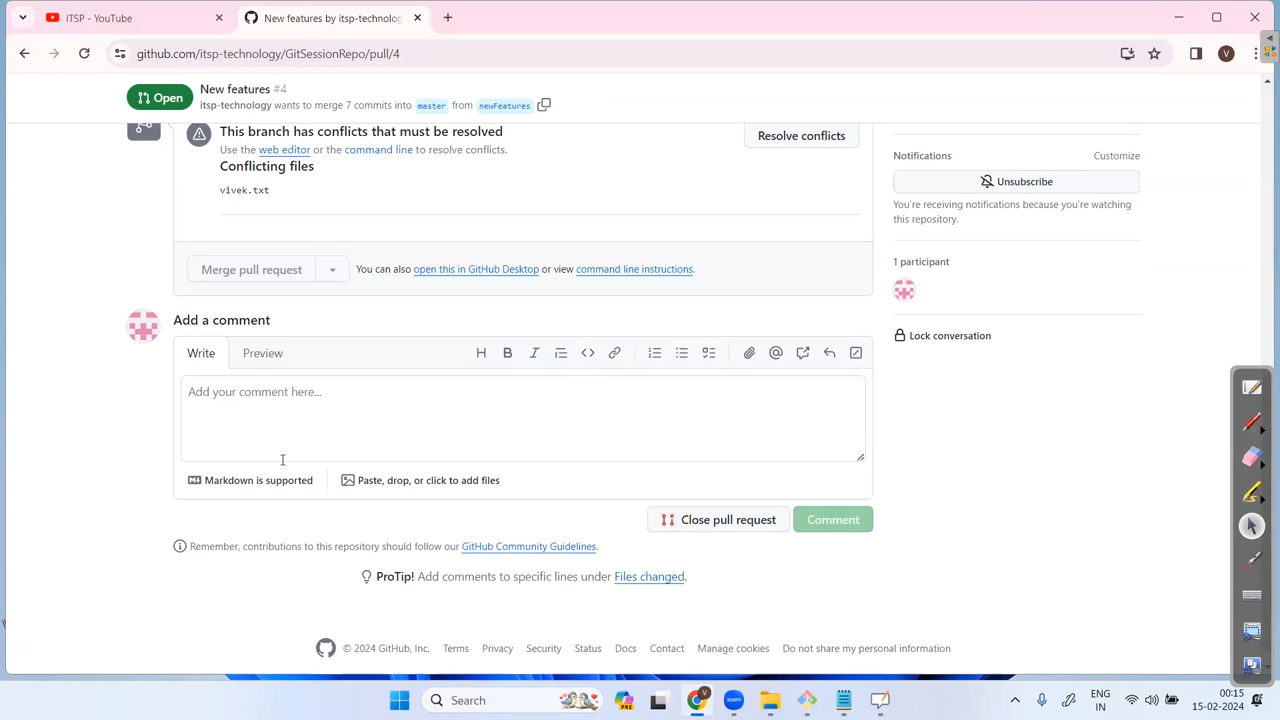 ITSP - YouTube
New features by itsp-technolog
github.com/itsp-technology/GitSessionRepo/pull/4
V
Open
New features #4
itsp-technology wants to merge 7 commits into master from newFeatures
This branch has conflicts that must be resolved
Resolve conflicts
Use the web editor or the command line to resolve conflicts.
Conflicting files
vivek.txt
Merge pull request
You can also open this in GitHub Desktop or view command line instructions.
Notifications
Customize
Unsubscribe
You're receiving notifications because you're watching
this repository.
1 participant
Lock conversation
Add a comment
Write
Preview
Add your comment here...
Markdown is supported
Paste, drop, or click to add files
Close pull request
Comment
Remember, contributions to this repository should follow our GitHub Community Guidelines.
ProTip! Add comments to specific lines under Files changed.
© 2024 GitHub, Inc.
Terms
Privacy
Security
Status
Docs
Contact
Manage cookies
Do not share my personal information
Search
PRE
V
zoom
ENG
IN
00:15
15-02-2024